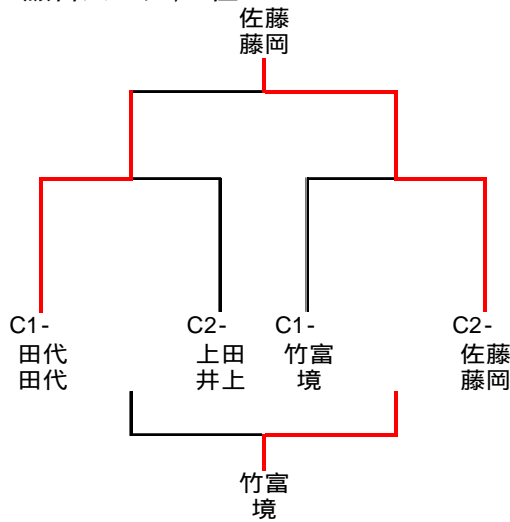 佐藤
藤岡
C1-
田代
田代
C2-
上田
井上
C1-
竹富
境
C2-
佐藤
藤岡
竹富
境